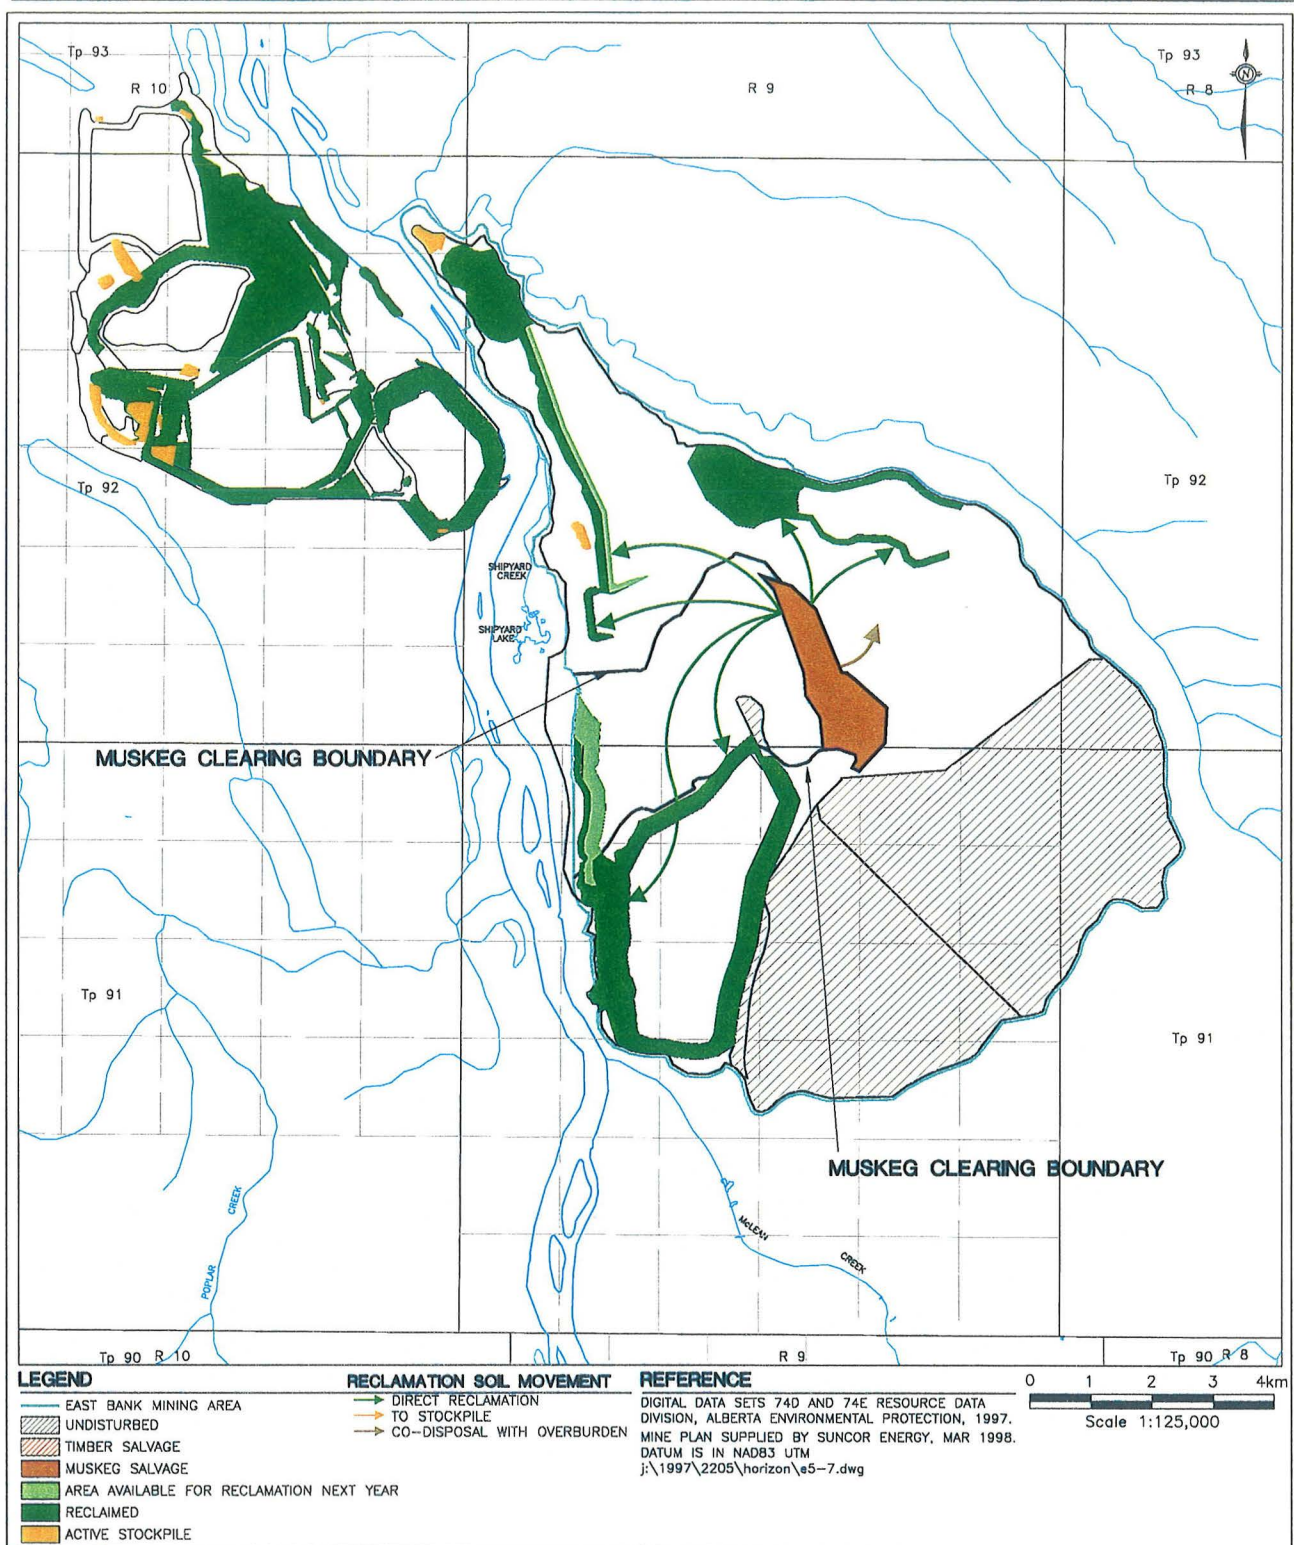 Tp 93
R 10
R 9
Tp 93
R 8
N
Tp 92
Tp 92
SHIPYARD
CREEK
SHIPYARD
LAKE
MUSKEG CLEARING BOUNDARY
Tp 91
Tp 91
MUSKEG CLEARING BOUNDARY
POPLAR CREEK
McLEAN CREEK
Tp 90 R 10
R 9
Tp 90 R 8
LEGEND
EAST BANK MINING AREA
UNDISTURBED
TIMBER SALVAGE
MUSKEG SALVAGE
AREA AVAILABLE FOR RECLAMATION NEXT YEAR
RECLAIMED
ACTIVE STOCKPILE
RECLAMATION SOIL MOVEMENT
DIRECT RECLAMATION
TO STOCKPILE
CO-DISPOSAL WITH OVERBURDEN
REFERENCE
DIGITAL DATA SETS 74D AND 74E RESOURCE DATA
DIVISION, ALBERTA ENVIRONMENTAL PROTECTION, 1997.
MINE PLAN SUPPLIED BY SUNCOR ENERGY, MAR 1998.
DATUM IS IN NAD83 UTM
j:\1997\2205\horizon\e5-7.dwg
0 1 2 3 4km
Scale 1:125,000